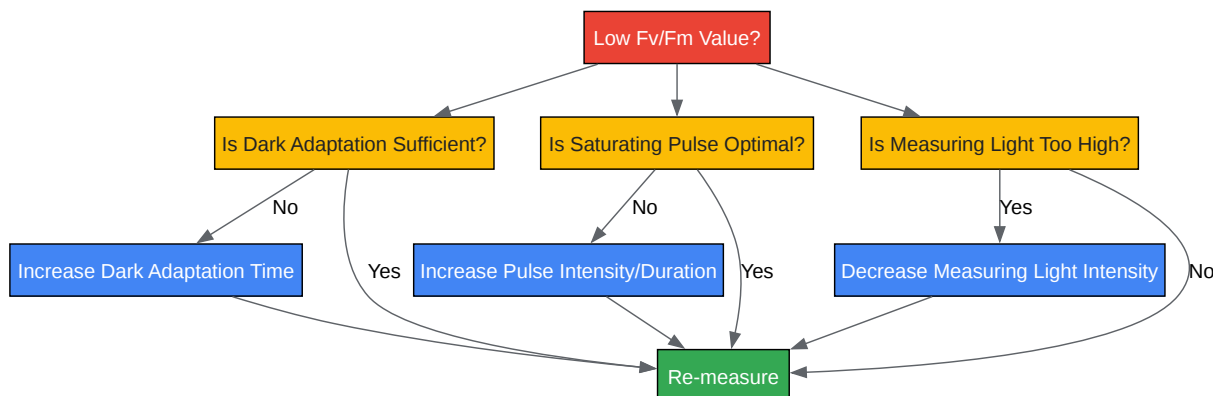 Low Fv/Fm Value?
Is Dark Adaptation Sufficient?
Is Saturating Pulse Optimal?
Is Measuring Light Too High?
No
No
Yes
Increase Dark Adaptation Time
Yes
Increase Pulse Intensity/Duration
Yes
Decrease Measuring Light Intensity
No
Re-measure